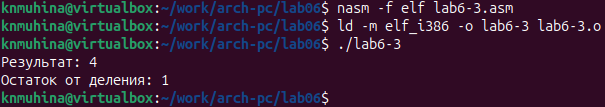 knmuhina@virtualbox:~/work/arch-pc/lab06$ nasm -f elf lab6-3.asm
knmuhina@virtualbox:~/work/arch-pc/lab06$ ld -m elf_i386 -o lab6-3 lab6-3.o
knmuhina@virtualbox:~/work/arch-pc/lab06$ ./lab6-3
Результат: 4
Остаток от деления: 1
knmuhina@virtualbox:~/work/arch-pc/lab06$